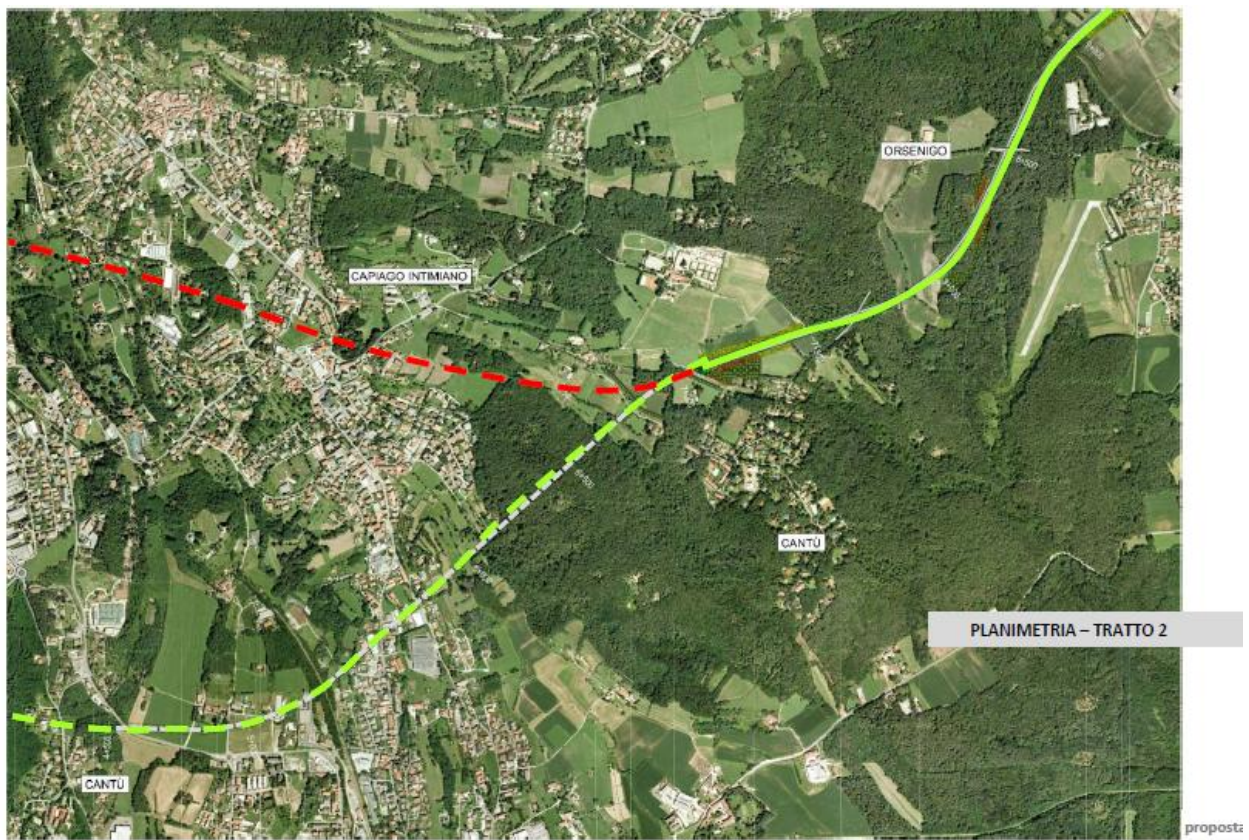 ORSENIGO
CAPIAGO INTIMIANO
CANTÙ
PLANIMETRIA – TRATTO 2
CANTÙ
proposta